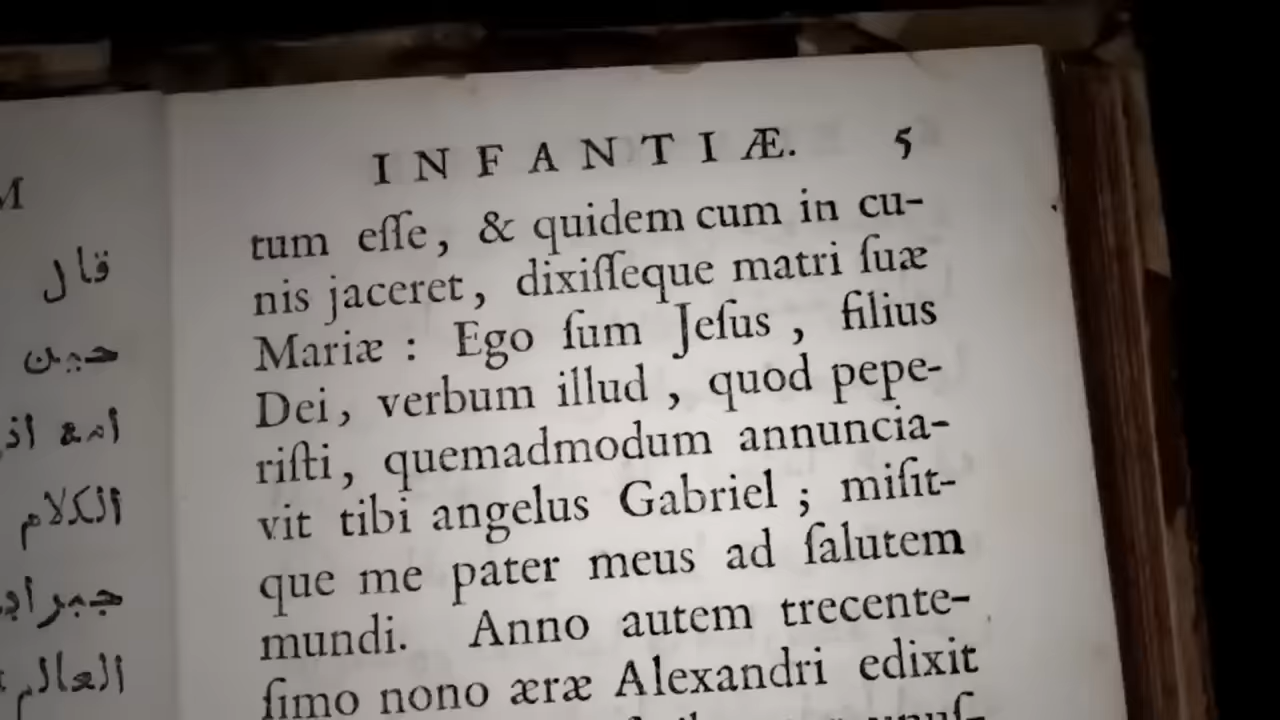 INFANTIÆ. 5
tum eſſe, & quidem cum in cu-
nis jaceret, dixiſſeque matri ſuæ
Mariæ : Ego ſum Jeſus , filius
Dei, verbum illud , quod pepe-
riſti, quemadmodum annuncia-
vit tibi angelus Gabriel ; miſit-
que me pater meus ad ſalutem
mundi. Anno autem trecente-
ſimo nono æræ Alexandri edixit
M
قال
حين
الكلام
العالم